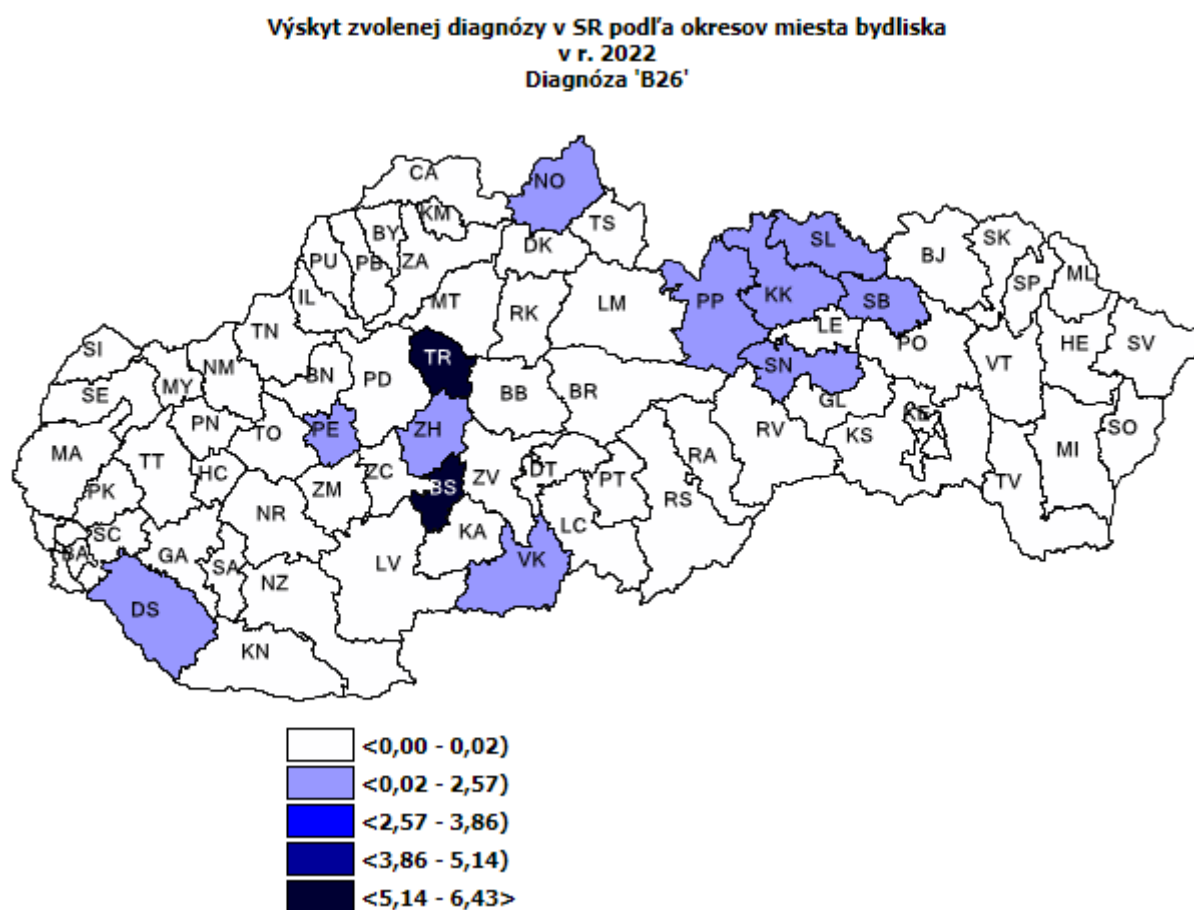 Výskyt zvolenej diagnózy v SR podľa okresov miesta bydliska
v r. 2022
Diagnóza 'B26'
CA
NO
KM
TS
BY
DK
PU
PB
ZA
IL
MT
RK
LM
PP
KK
SL
SB
BJ
SK
SP
ML
TN
TR
LE
PO
VT
HE
SV
SI
NM
BN
PD
BB
BR
SN
GL
SE
MY
PN
TO
PE
ZH
RV
KE
KS
MI
SO
MA
TT
HC
ZM
ZC
BS
ZV
DT
PT
RA
RS
TV
PK
NR
KA
LC
SC
BA
GA
SA
NZ
LV
VK
DS
KN
<0,00 - 0,02)
<0,02 - 2,57)
<2,57 - 3,86)
<3,86 - 5,14)
<5,14 - 6,43>